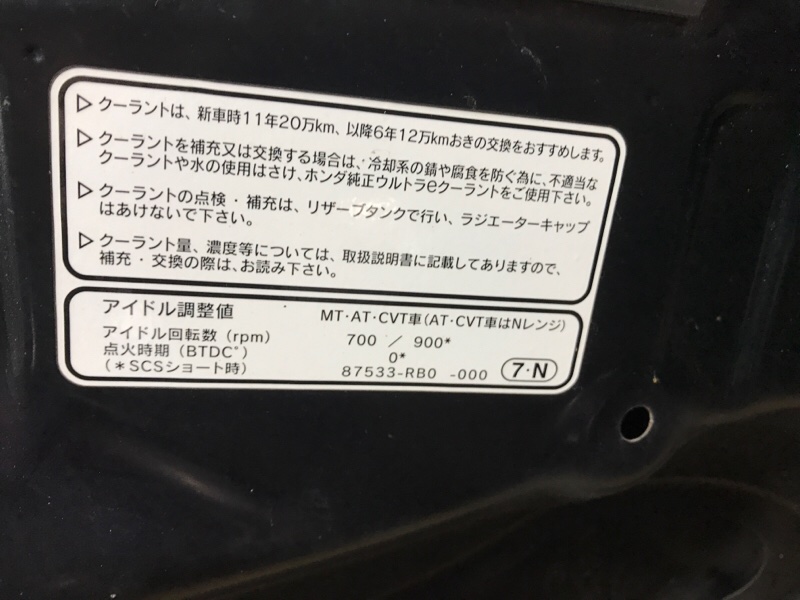 ▷クーラントは、新車時11年20万km、以降6年12万kmおきの交換をおすすめします。
▷クーラントを補充又は交換する場合は、冷却系の錆や腐食を防ぐ為に、不適当な
クーラントや水の使用はさけ、ホンダ純正ウルトラeクーラントをご使用下さい。
▷クーラントの点検・補充は、リザーブタンクで行い、ラジエーターキャップ
はあけないで下さい。
▷クーラント量、濃度等については、取扱説明書に記載してありますので、
補充・交換の際は、お読み下さい。
アイドル調整値 MT・AT・CVT車(AT・CVT車はNレンジ)
アイドル回転数(rpm) 700 / 900*
点火時期(BTDC°) 0*
(*SCSショート時) 87533-RB0 -000 7・N